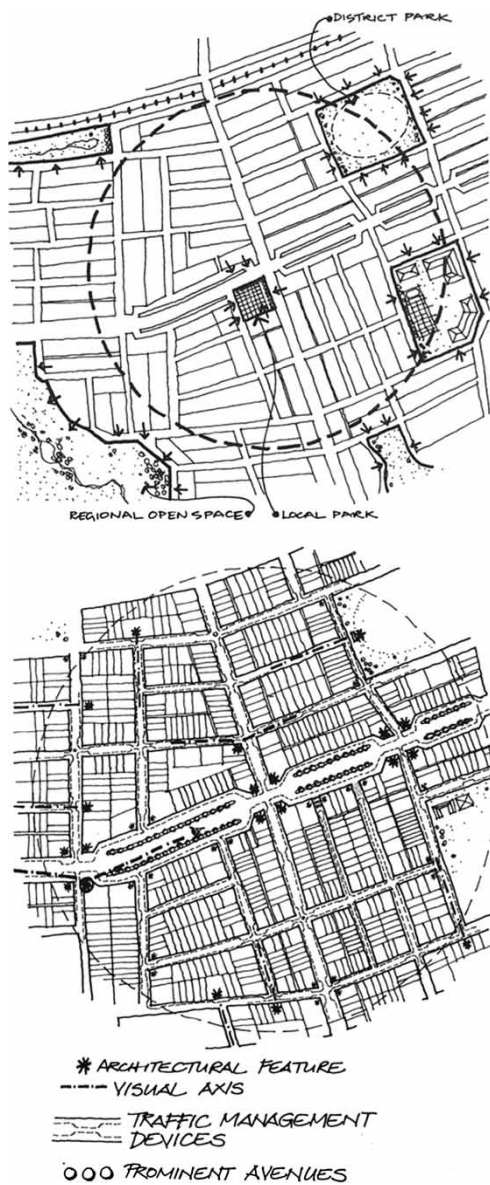 DISTRICT PARK
REGIONAL OPEN SPACE
LOCAL PARK
ARCHITECTURAL FEATURE
VISUAL AXIS
TRAFFIC MANAGEMENT
DEVICES
PROMINENT AVENUES